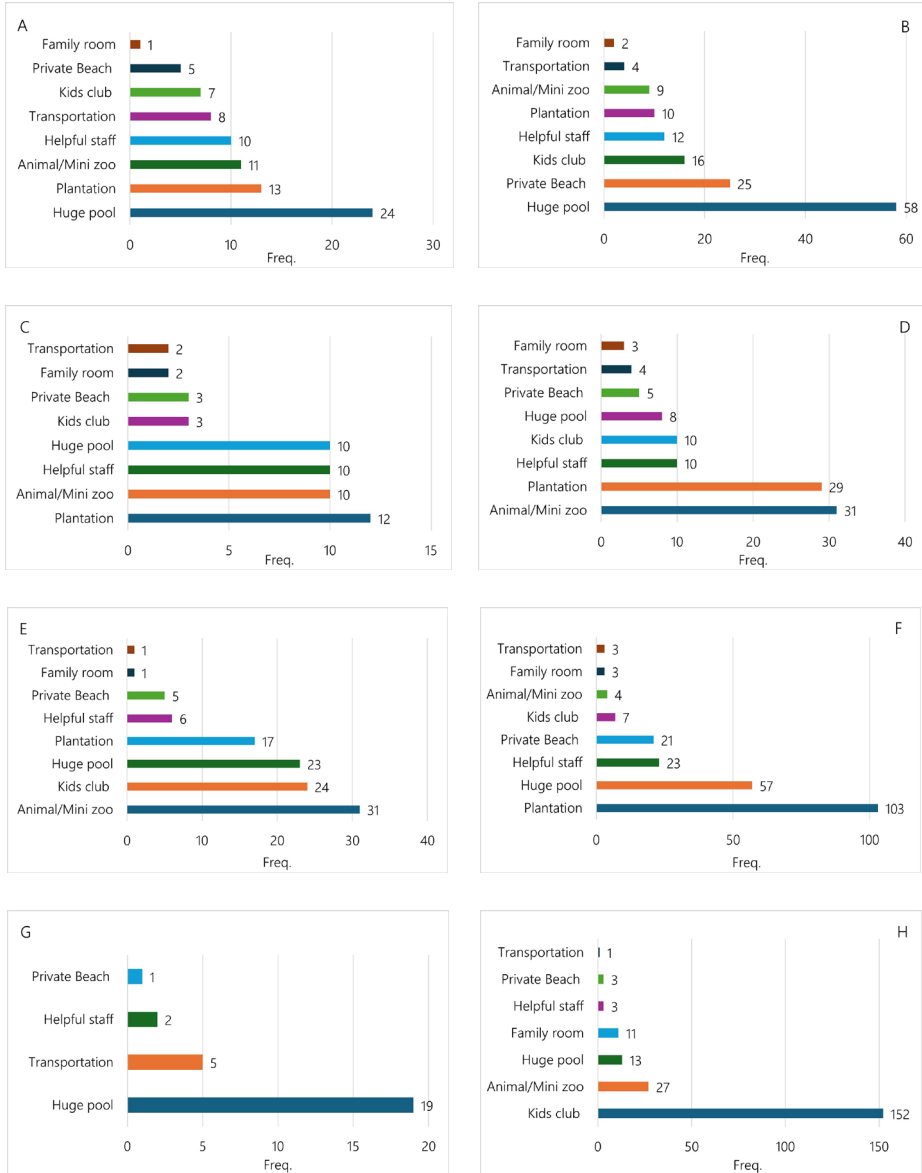 A
Family room 1
Private Beach 5
Kids club 7
Transportation 8
Helpful staff 10
Animal/Mini zoo 11
Plantation 13
Huge pool 24
0 10 20 30
Freq.
B
Family room 2
Transportation 4
Animal/Mini zoo 9
Plantation 10
Helpful staff 12
Kids club 16
Private Beach 25
Huge pool 58
0 20 40 60
Freq.
C
Transportation 2
Family room 2
Private Beach 3
Kids club 3
Huge pool 10
Helpful staff 10
Animal/Mini zoo 10
Plantation 12
0 5 10 15
Freq.
D
Family room 3
Transportation 4
Private Beach 5
Huge pool 8
Kids club 10
Helpful staff 10
Plantation 29
Animal/Mini zoo 31
0 10 20 30 40
Freq.
E
Transportation 1
Family room 1
Private Beach 5
Helpful staff 6
Plantation 17
Huge pool 23
Kids club 24
Animal/Mini zoo 31
0 10 20 30 40
Freq.
F
Transportation 3
Family room 3
Animal/Mini zoo 4
Kids club 7
Private Beach 21
Helpful staff 23
Huge pool 57
Plantation 103
0 50 100
Freq.
G
Private Beach 1
Helpful staff 2
Transportation 5
Huge pool 19
0 5 10 15 20
Freq.
H
Transportation 1
Private Beach 3
Helpful staff 3
Family room 11
Huge pool 13
Animal/Mini zoo 27
Kids club 152
0 50 100 150
Freq.